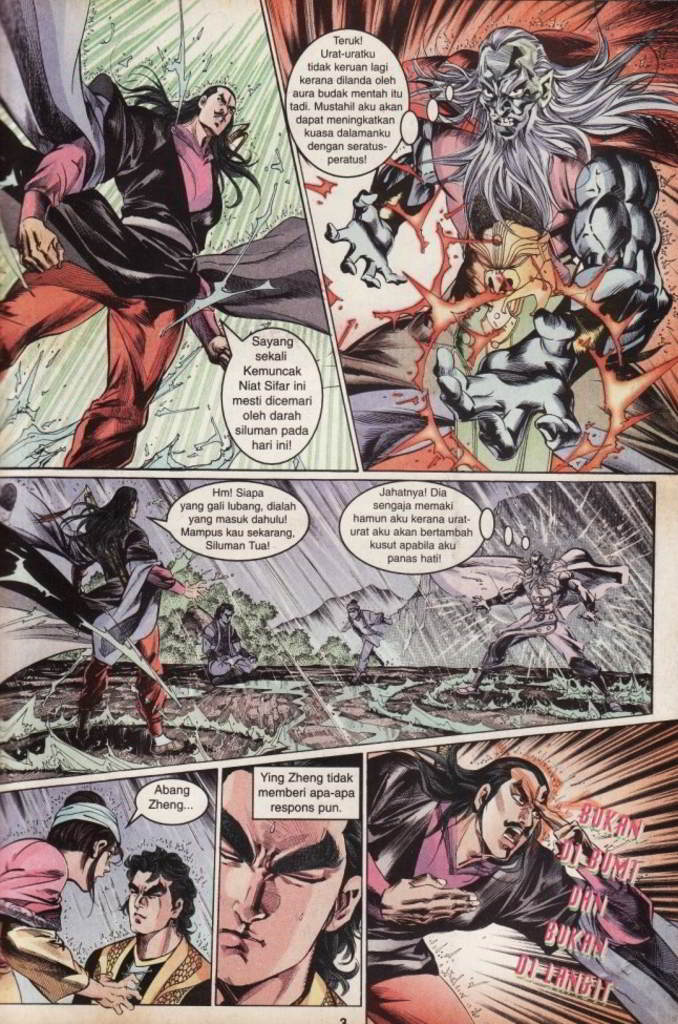 Teruk!
Urat-uratku
tidak keruan lagi
kerana dilanda oleh
aura budak mentah itu
tadi. Mustahil aku akan
dapat meningkatkan
kuasa dalamanku
dengan seratus-
peratus!
Sayang
sekali
Kemuncak
Niat Sifar ini
mesti dicemari
oleh darah
siluman pada
hari ini!
Hm! Siapa
yang gali lubang, dialah
yang masuk dahulu!
Mampus kau sekarang,
Siluman Tua!
Jahatnya! Dia
sengaja memaki
hamun aku kerana urat-
urat aku akan bertambah
kusut apabila aku
panas hati!
Abang
Zheng...
Ying Zheng tidak
memberi apa-apa
respons pun.
BUKAN
DI BUMI
DAN
BUKAN
DI LANGIT
3